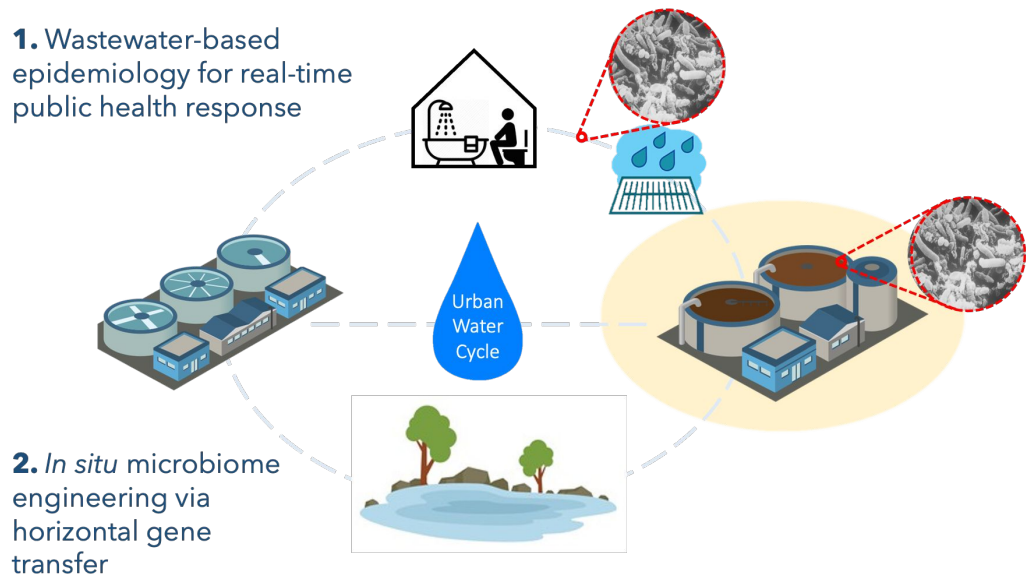 1. Wastewater-based
epidemiology for real-time
public health response
Urban
Water
Cycle
2. In situ microbiome
engineering via
horizontal gene
transfer